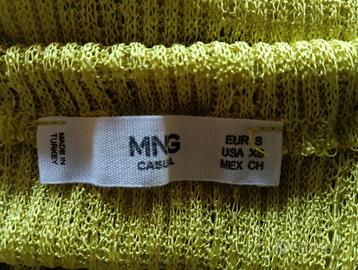 MADE IN
TURKEY
MNG
CASUAL
EUR S
USA XS
MEX CH